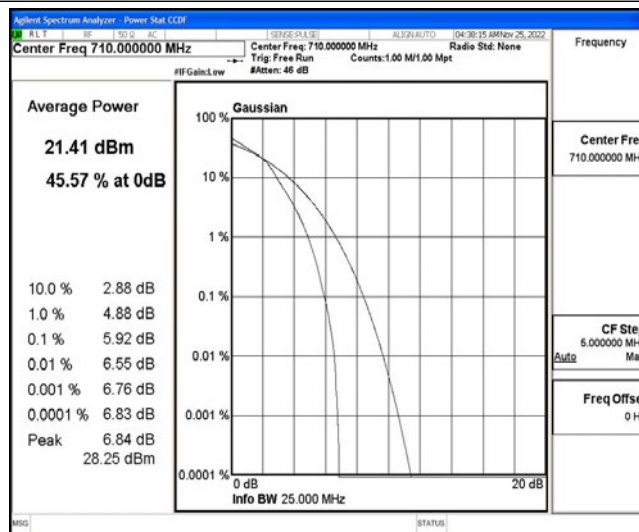 Agilent Spectrum Analyzer - Power Stat CCDF
R L T RF 50 Ω AC SENSE:PULSE ALIGN AUTO 04:38:15 AM Nov 25, 2022
Center Freq 710.000000 MHz
Center Freq: 710.000000 MHz Radio Std: None
Trig: Free Run Counts:1.00 M/1.00 Mpt
#IFGain:Low #Atten: 46 dB
Frequency
Average Power
21.41 dBm
45.57 % at 0dB
10.0 % 2.88 dB
1.0 % 4.88 dB
0.1 % 5.92 dB
0.01 % 6.55 dB
0.001 % 6.76 dB
0.0001 % 6.83 dB
Peak 6.84 dB
28.25 dBm
Gaussian
100 %
10 %
1 %
0.1 %
0.01 %
0.001 %
0.0001 %
0 dB 20 dB
Info BW 25.000 MHz
Center Fre
710.000000 MH
CF Ste
5.000000 MH
Auto Ma
Freq Offse
0 H
MSG STATUS